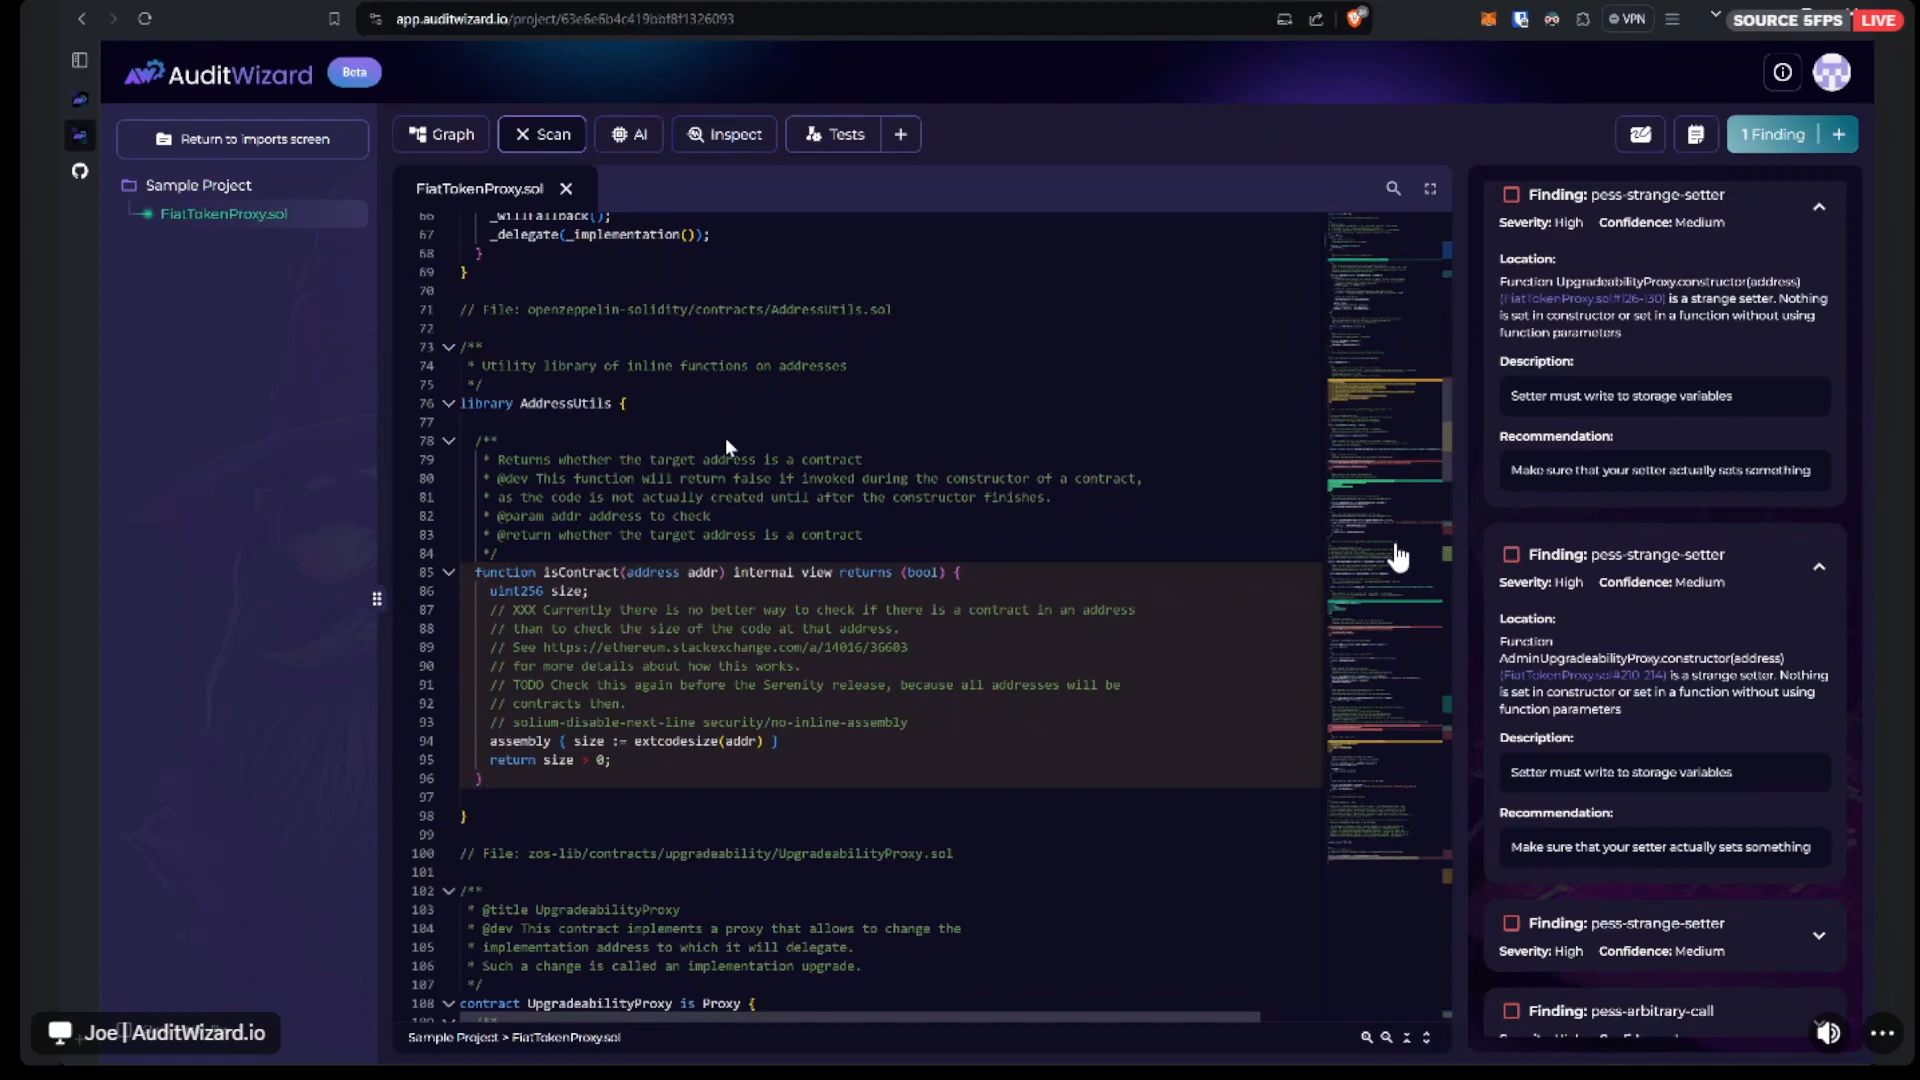 app.auditwizard.io/project/63e6e6b4c419bbf8f1326093
VPN
SOURCE 5FPS
LIVE
AuditWizard
Beta
Return to imports screen
Graph
Scan
AI
Inspect
Tests
1 Finding
Sample Project
FiatTokenProxy.sol
FiatTokenProxy.sol
66 _willFallback();
67 _delegate(_implementation());
68 }
69 }
70
71 // File: openzeppelin-solidity/contracts/AddressUtils.sol
72
73 /**
74 * Utility library of inline functions on addresses
75 */
76 library AddressUtils {
77
78 /**
79 * Returns whether the target address is a contract
80 * @dev This function will return false if invoked during the constructor of a contract,
81 * as the code is not actually created until after the constructor finishes.
82 * @param addr address to check
83 * @return whether the target address is a contract
84 */
85 function isContract(address addr) internal view returns (bool) {
86 uint256 size;
87 // XXX Currently there is no better way to check if there is a contract in an address
88 // than to check the size of the code at that address.
89 // See https://ethereum.stackexchange.com/a/14016/36603
90 // for more details about how this works.
91 // TODO Check this again before the Serenity release, because all addresses will be
92 // contracts then.
93 // solium-disable-next-line security/no-inline-assembly
94 assembly { size := extcodesize(addr) }
95 return size > 0;
96 }
97
98 }
99
100 // File: zos-lib/contracts/upgradeability/UpgradeabilityProxy.sol
101
102 /**
103 * @title UpgradeabilityProxy
104 * @dev This contract implements a proxy that allows to change the
105 * implementation address to which it will delegate.
106 * Such a change is called an implementation upgrade.
107 */
108 contract UpgradeabilityProxy is Proxy {
109 /**
Sample Project > FiatTokenProxy.sol
Finding: pess-strange-setter
Severity: High Confidence: Medium
Location:
Function UpgradeabilityProxy.constructor(address)
(FiatTokenProxy.sol#126-130) is a strange setter. Nothing
is set in constructor or set in a function without using
function parameters
Description:
Setter must write to storage variables
Recommendation:
Make sure that your setter actually sets something
Finding: pess-strange-setter
Severity: High Confidence: Medium
Location:
Function
AdminUpgradeabilityProxy.constructor(address)
(FiatTokenProxy.sol#210-214) is a strange setter. Nothing
is set in constructor or set in a function without using
function parameters
Description:
Setter must write to storage variables
Recommendation:
Make sure that your setter actually sets something
Finding: pess-strange-setter
Severity: High Confidence: Medium
Finding: pess-arbitrary-call
Joe | AuditWizard.io